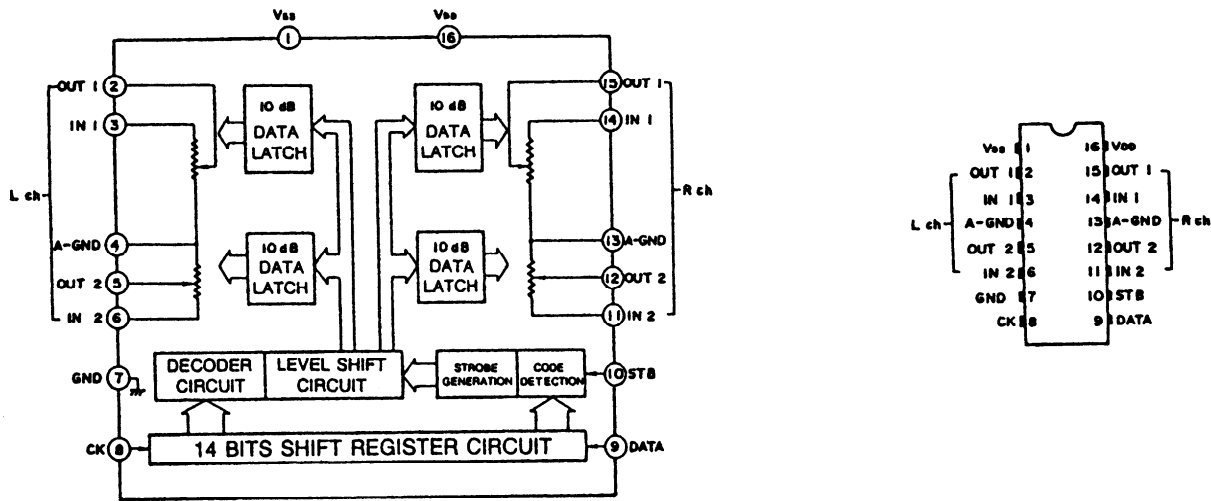 Vss VDD
1 16
OUT 1 2
IN 1 3
L ch
A-GND 4
OUT 2 5
IN 2 6
GND 7
CK 8
10 dB
DATA
LATCH
10 dB
DATA
LATCH
10 dB
DATA
LATCH
10 dB
DATA
LATCH
15 OUT 1
14 IN 1
R ch
13 A-GND
12 OUT 2
11 IN 2
10 STB
9 DATA
DECODER
CIRCUIT
LEVEL SHIFT
CIRCUIT
STROBE
GENERATION
CODE
DETECTION
14 BITS SHIFT REGISTER CIRCUIT
Vss 1 16 VDD
OUT 1 2 15 OUT 1
IN 1 3 14 IN 1
L ch A-GND 4 13 A-GND R ch
OUT 2 5 12 OUT 2
IN 2 6 11 IN 2
GND 7 10 STB
CK 8 9 DATA